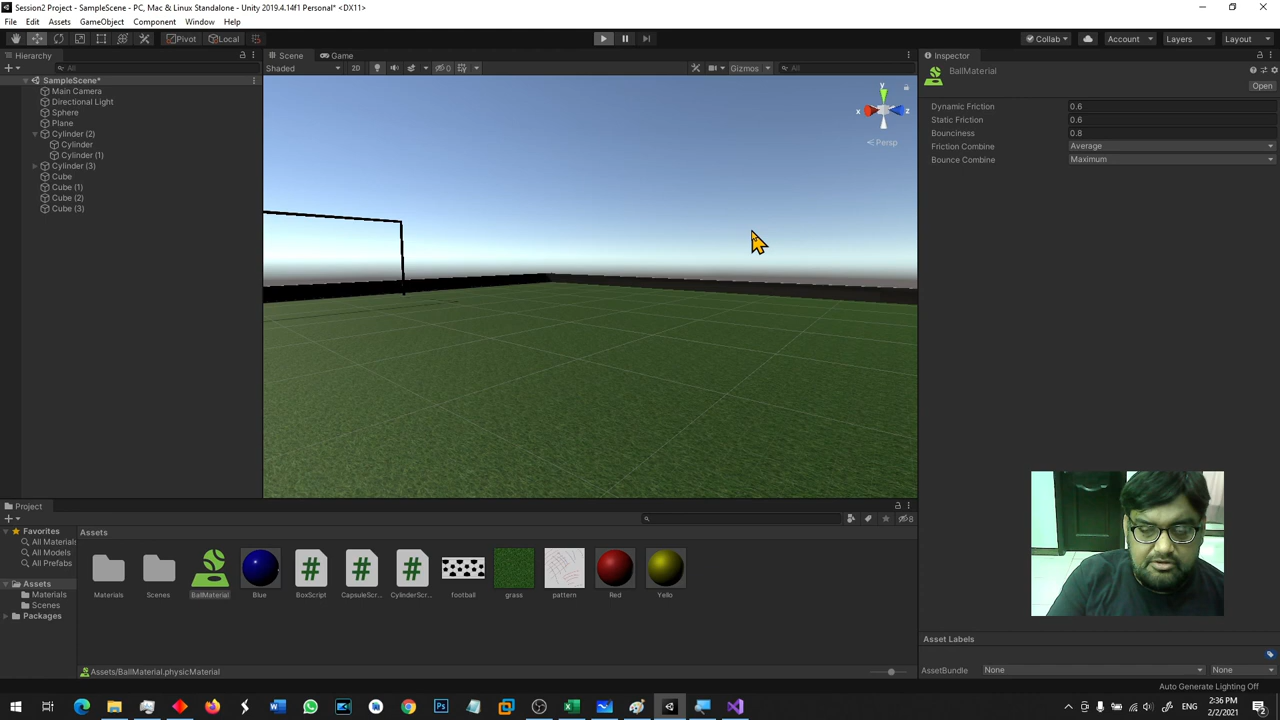 Session2 Project - SampleScene - PC, Mac & Linux Standalone - Unity 2019.4.14f1 Personal* <DX11>
File Edit Assets GameObject Component Window Help
Pivot Local Collab Account Layers Layout
Hierarchy Scene Game Inspector
All Shaded 2D 0 Gizmos All
SampleScene*
Main Camera
Directional Light
Sphere
Plane
Cylinder (2)
Cylinder
Cylinder (1)
Cylinder (3)
Cube
Cube (1)
Cube (2)
Cube (3)
y
x z
Persp
BallMaterial
Open
Dynamic Friction 0.6
Static Friction 0.6
Bounciness 0.8
Friction Combine Average
Bounce Combine Maximum
Project
8
Favorites
All Materials
All Models
All Prefabs
Assets
Materials
Scenes
Packages
Assets
Materials Scenes BallMaterial Blue BoxScript CapsuleScr... CylinderScr... football grass pattern Red Yello
Assets/BallMaterial.physicMaterial
Asset Labels
AssetBundle None None
Auto Generate Lighting Off
ENG 2:36 PM
2/2/2021